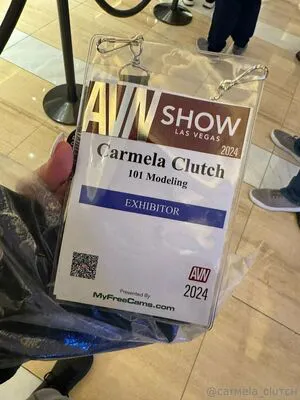 AVN SHOW
LAS VEGAS
2024
Carmela Clutch
101 Modeling
EXHIBITOR
AVN
2024
Presented By
MyFreeCams.com
@carmela_clutch